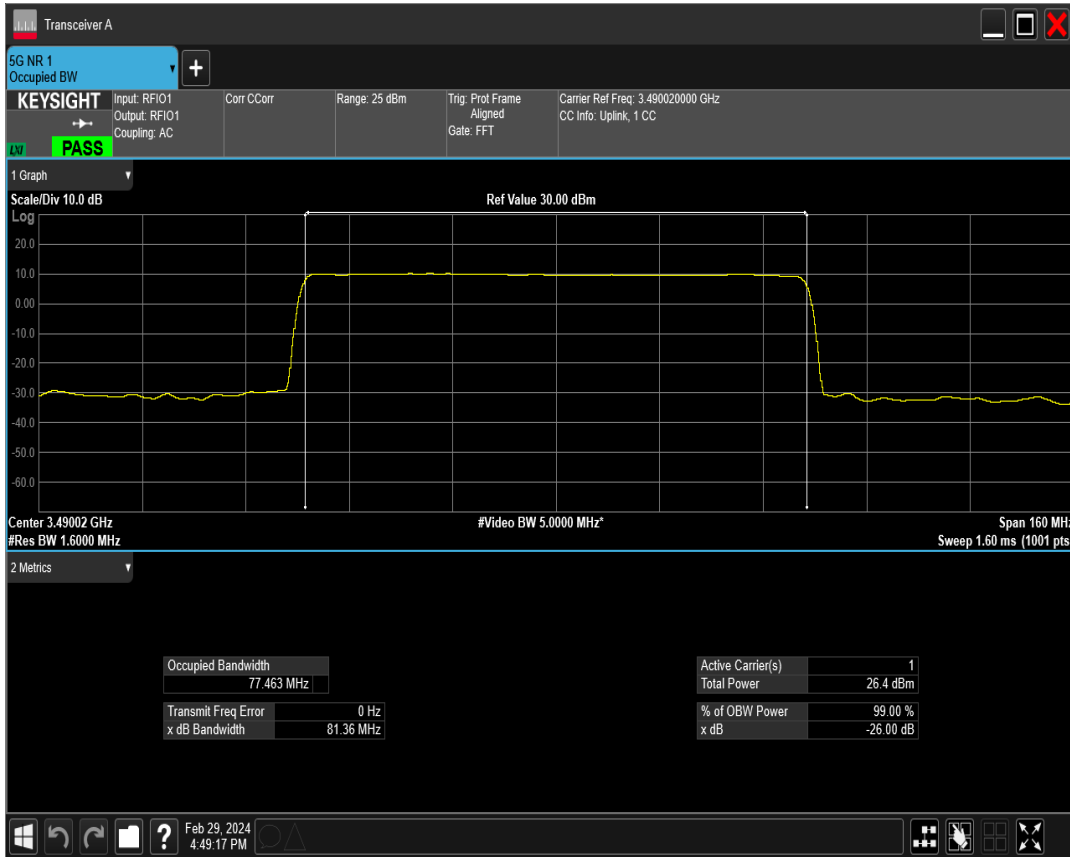 Transceiver A
5G NR 1
Occupied BW
KEYSIGHT
LXI
PASS
Input: RFIO1
Output: RFIO1
Coupling: AC
Corr CCorr
Range: 25 dBm
Trig: Prot Frame
Aligned
Gate: FFT
Carrier Ref Freq: 3.490020000 GHz
CC Info: Uplink, 1 CC
1 Graph
Scale/Div 10.0 dB
Ref Value 30.00 dBm
Log
20.0
10.0
0.00
-10.0
-20.0
-30.0
-40.0
-50.0
-60.0
Center 3.49002 GHz
#Video BW 5.0000 MHz*
Span 160 MHz
#Res BW 1.6000 MHz
Sweep 1.60 ms (1001 pts
2 Metrics
Occupied Bandwidth
77.463 MHz
Transmit Freq Error 0 Hz
x dB Bandwidth 81.36 MHz
Active Carrier(s) 1
Total Power 26.4 dBm
% of OBW Power 99.00 %
x dB -26.00 dB
?
Feb 29, 2024
4:49:17 PM